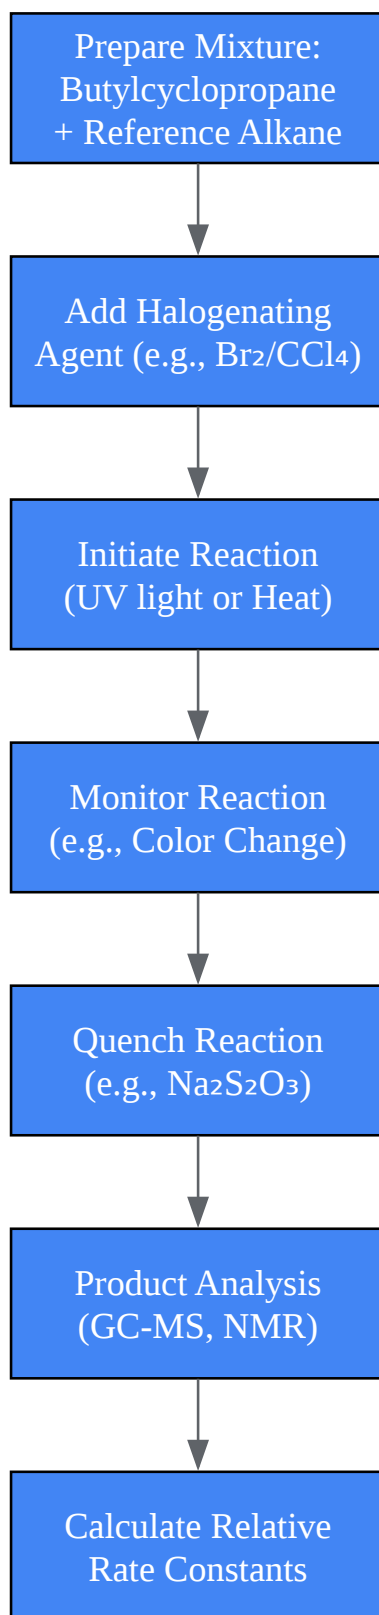 Prepare Mixture:
Butylcyclopropane
+ Reference Alkane
Add Halogenating
Agent (e.g., Br₂/CCl₄)
Initiate Reaction
(UV light or Heat)
Monitor Reaction
(e.g., Color Change)
Quench Reaction
(e.g., Na₂S₂O₃)
Product Analysis
(GC-MS, NMR)
Calculate Relative
Rate Constants